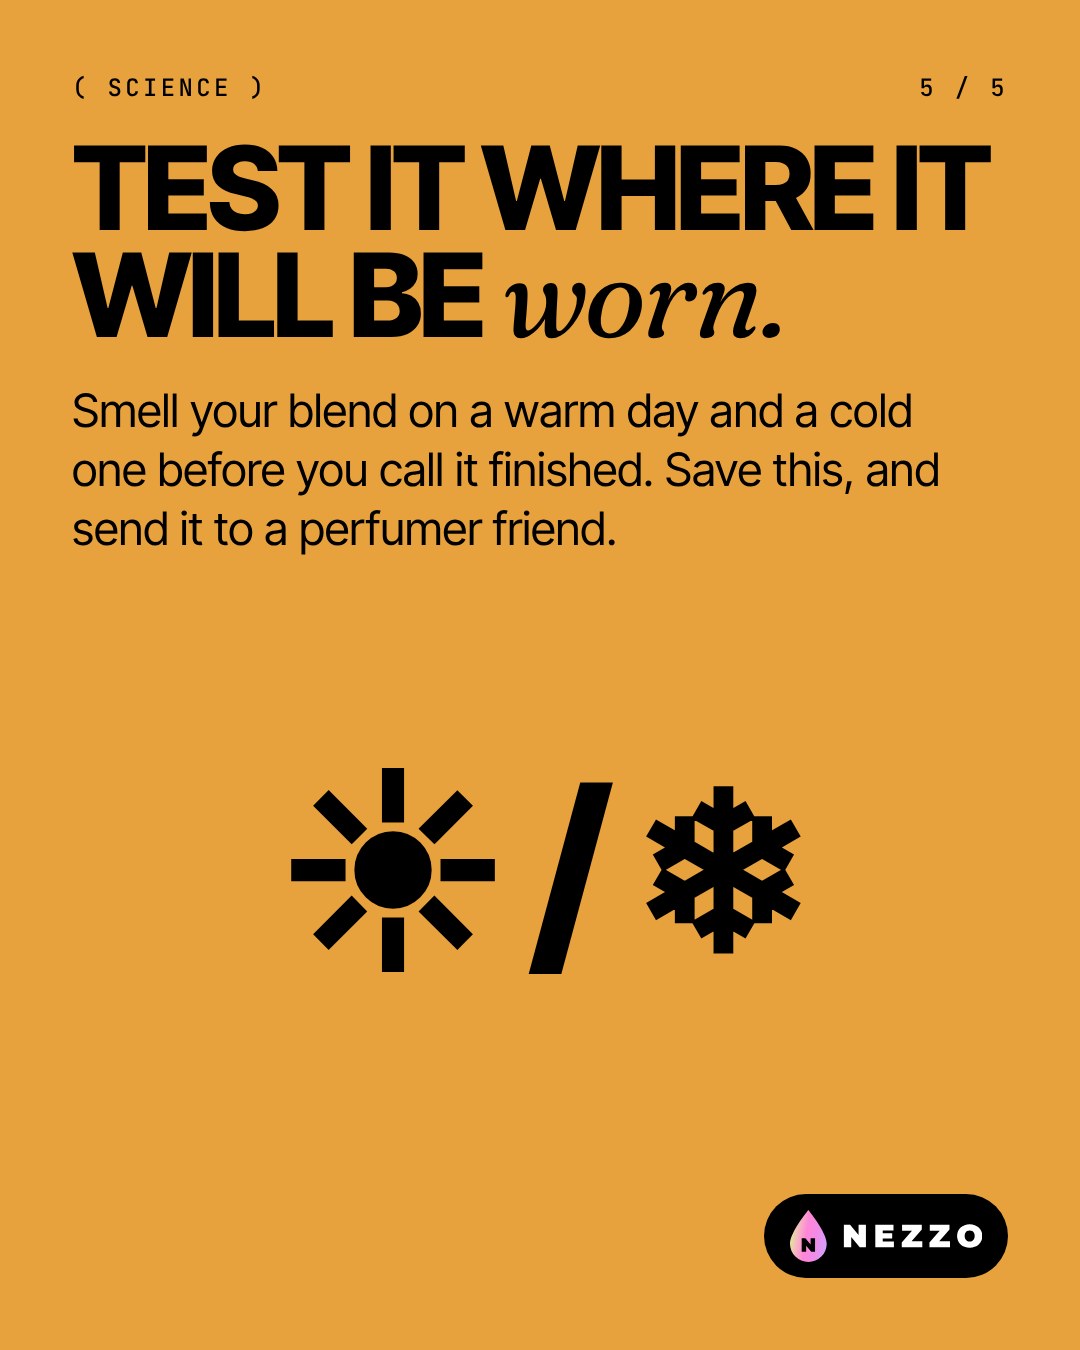 ( SCIENCE )
5 / 5
TEST IT WHERE IT
WILL BE worn.
Smell your blend on a warm day and a cold
one before you call it finished. Save this, and
send it to a perfumer friend.
/
N NEZZO